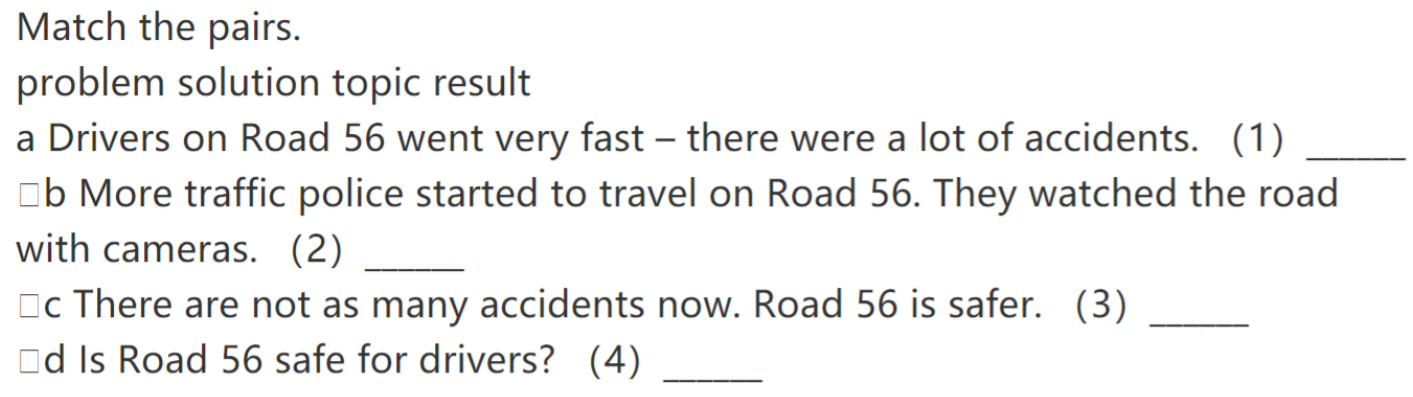 Match the pairs.
problem solution topic result
a Drivers on Road 56 went very fast – there were a lot of accidents. (1) ______
□b More traffic police started to travel on Road 56. They watched the road
with cameras. (2) ______
□c There are not as many accidents now. Road 56 is safer. (3) ______
□d Is Road 56 safe for drivers? (4) ______